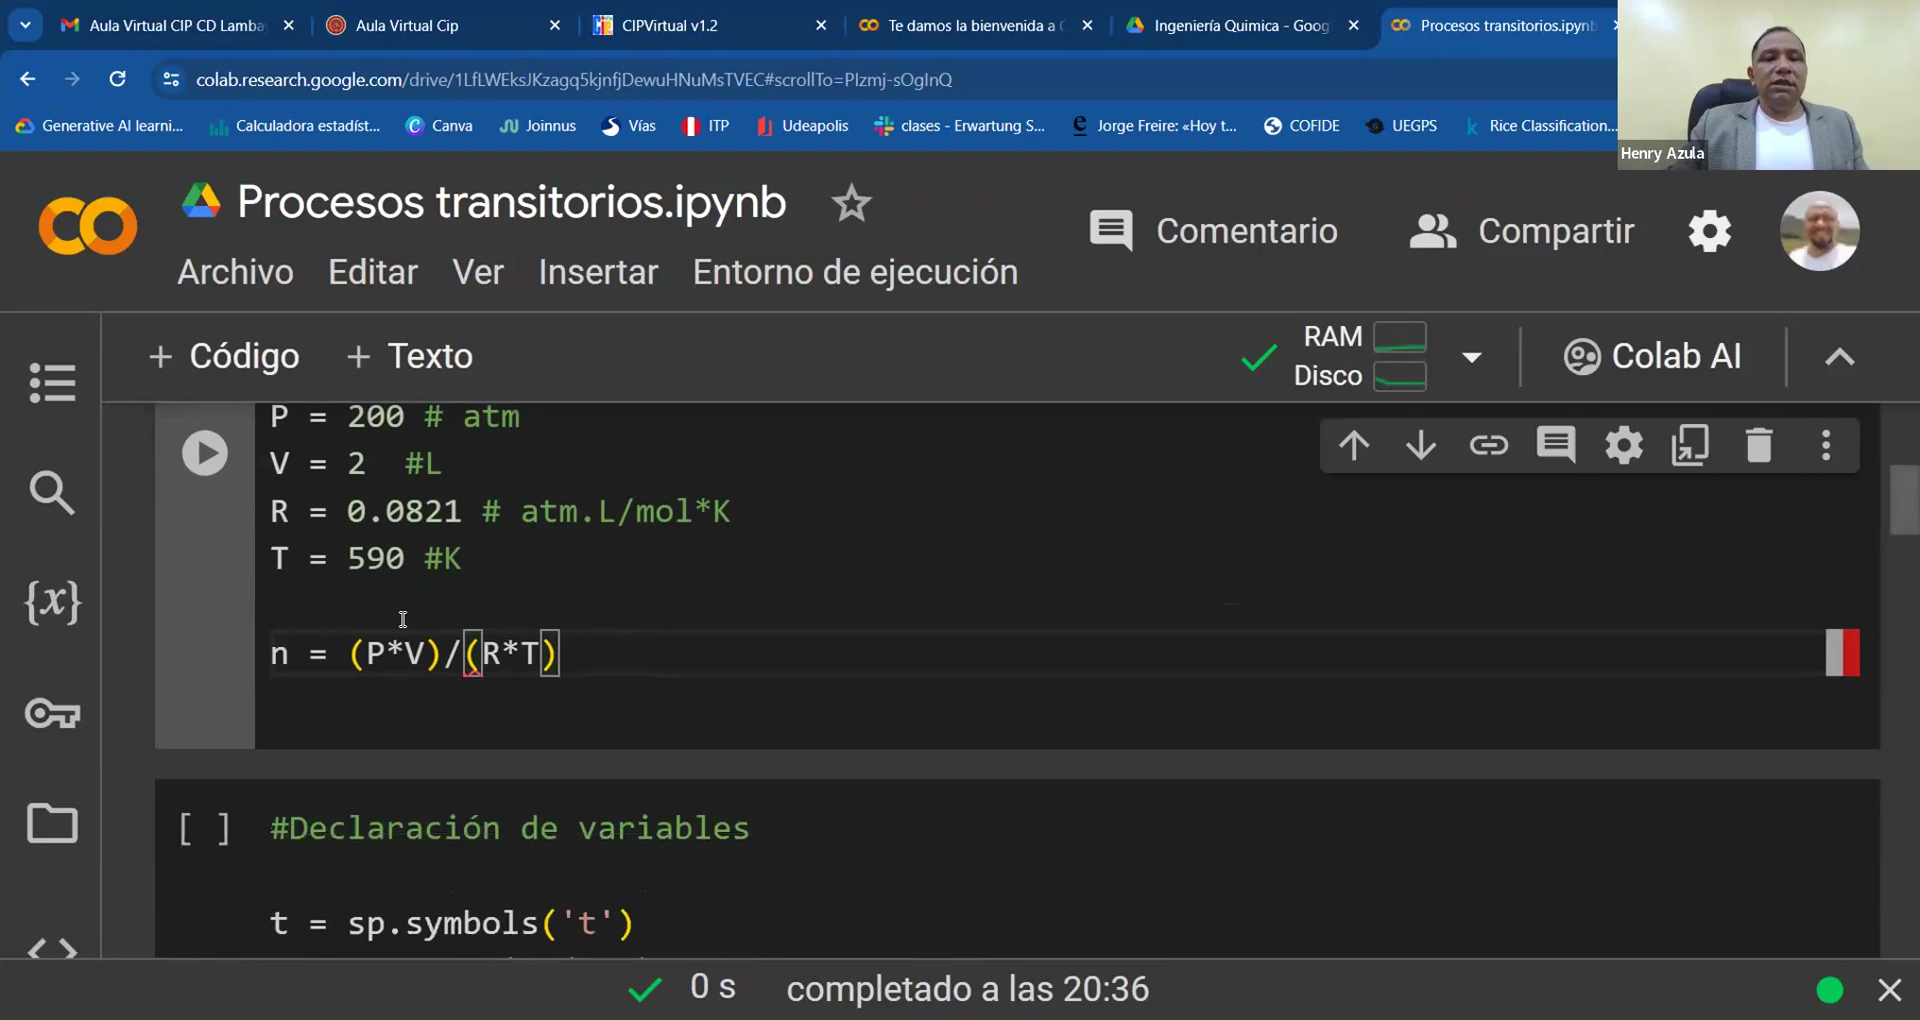 Aula Virtual CIP CD Lamba
Aula Virtual Cip
CIPVirtual v1.2
Te damos la bienvenida a C
Ingeniería Quimica - Goog
Procesos transitorios.ipynb
colab.research.google.com/drive/1LfLWEksJKzagq5kjnfjDewuHNuMsTVEC#scrollTo=PIzmj-sOgInQ
Generative AI learni...
Calculadora estadíst...
Canva
Joinnus
Vías
ITP
Udeapolis
clases - Erwartung S...
Jorge Freire: «Hoy t...
COFIDE
UEGPS
Rice Classification...
Henry Azula
Procesos transitorios.ipynb
Comentario
Compartir
Archivo Editar Ver Insertar Entorno de ejecución
+ Código + Texto
RAM
Disco
Colab AI
P = 200 # atm
V = 2 #L
R = 0.0821 # atm.L/mol*K
T = 590 #K
n = (P*V)/(R*T)
[ ] #Declaración de variables
t = sp.symbols('t')
0 s completado a las 20:36